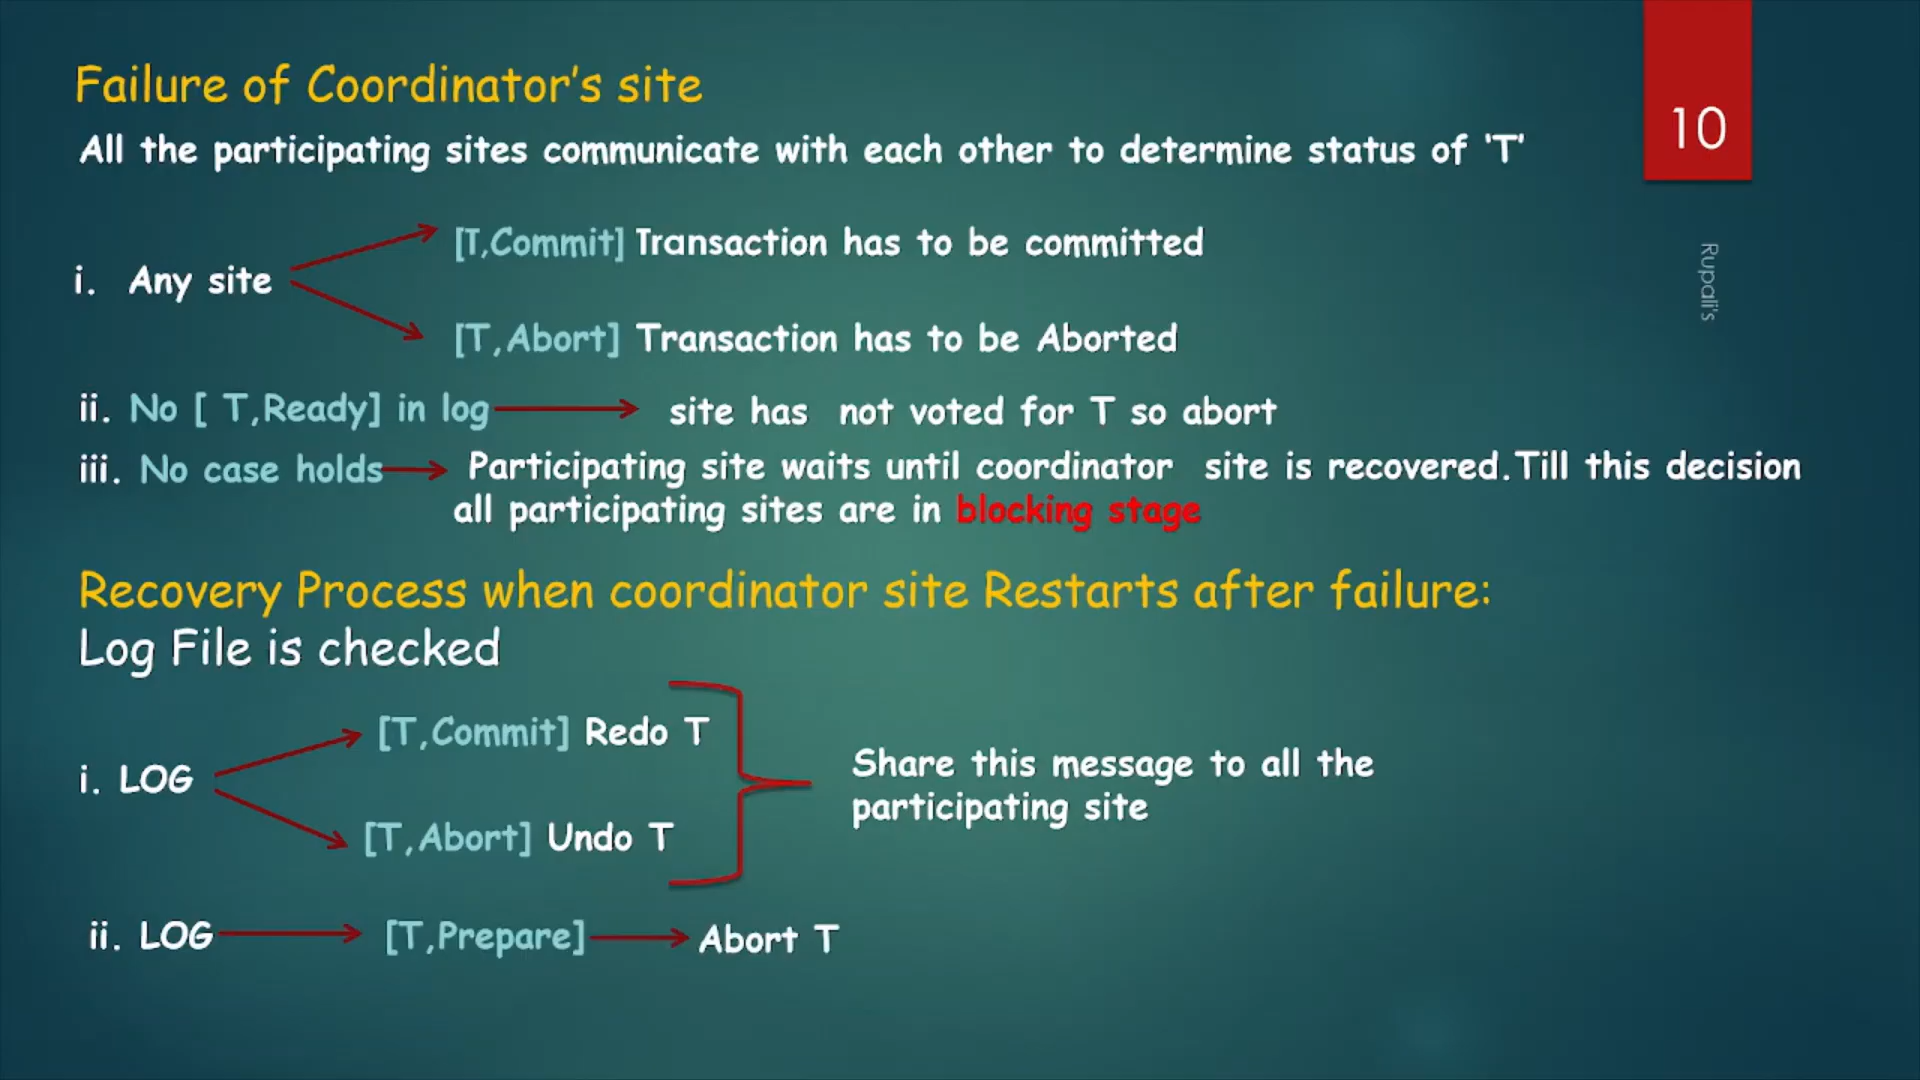 Failure of Coordinator's site
10
All the participating sites communicate with each other to determine status of 'T'
[T,Commit] Transaction has to be committed
i. Any site
Rupali's
[T,Abort] Transaction has to be Aborted
ii. No [ T,Ready] in log site has not voted for T so abort
iii. No case holds Participating site waits until coordinator site is recovered.Till this decision
all participating sites are in blocking stage
Recovery Process when coordinator site Restarts after failure:
Log File is checked
[T,Commit] Redo T
i. LOG
Share this message to all the
participating site
[T,Abort] Undo T
ii. LOG [T,Prepare] Abort T